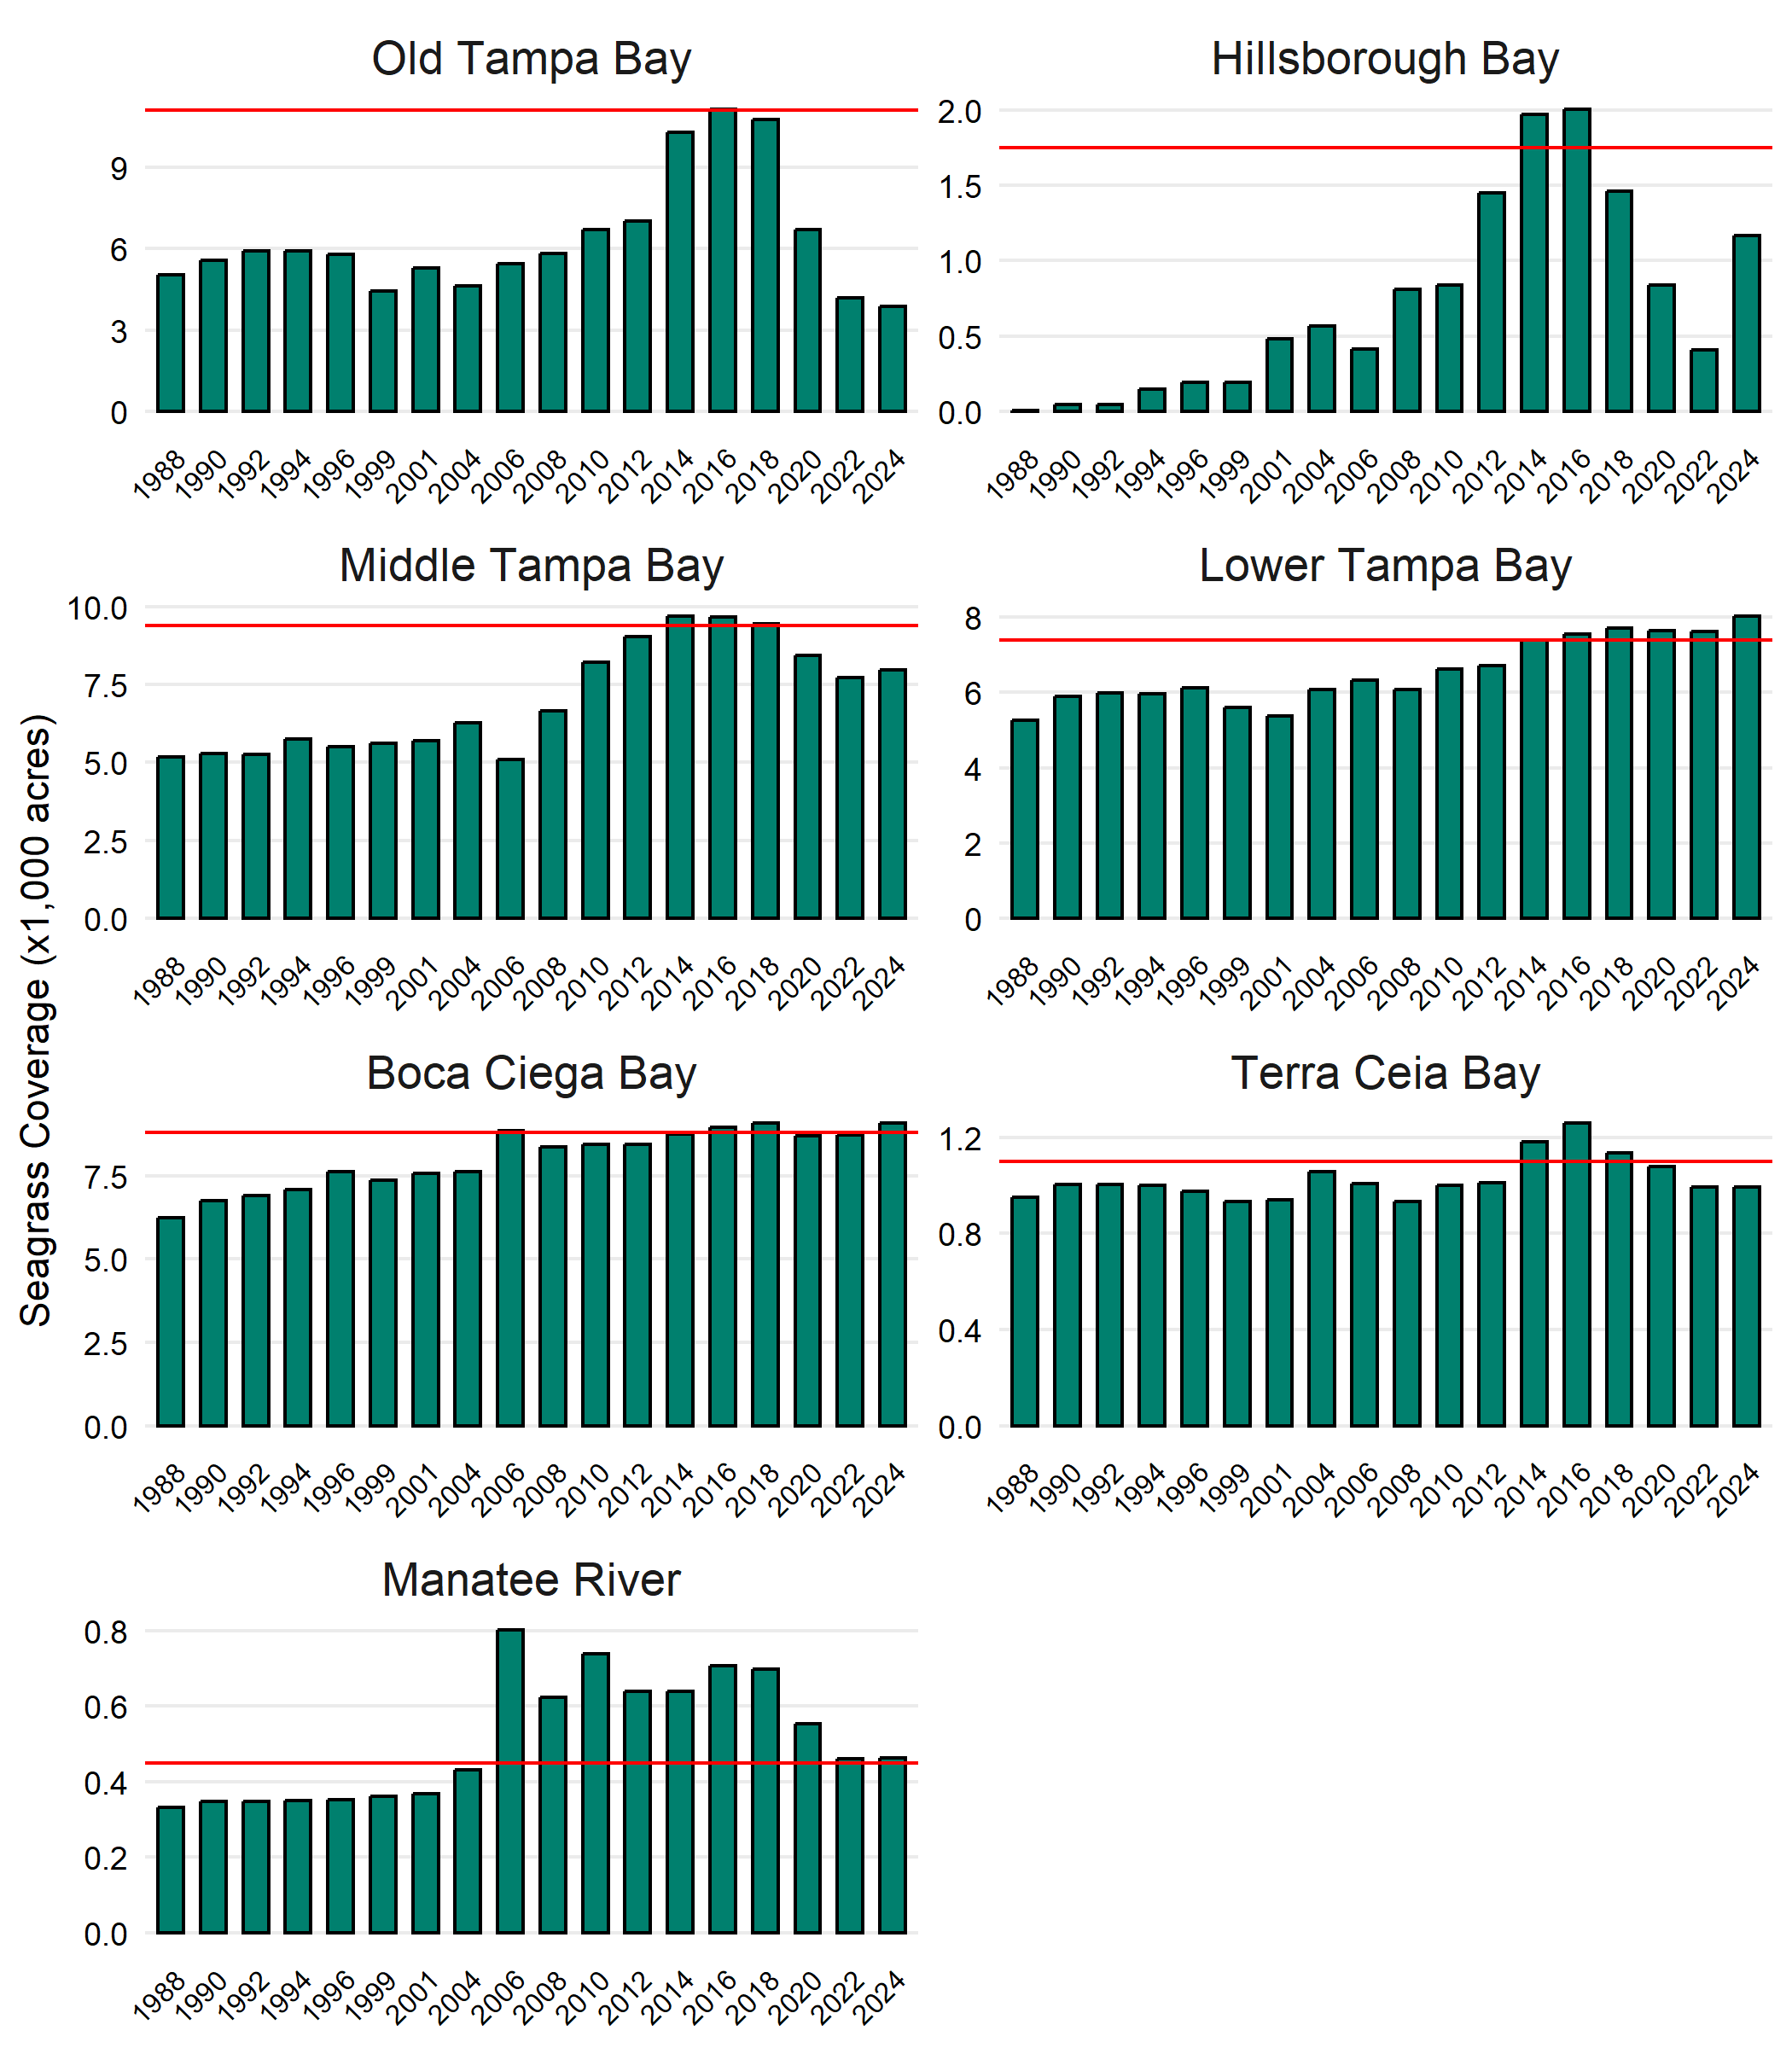 Seagrass Coverage (x1,000 acres)
Old Tampa Bay
9
6
3
0
1988 1990 1992 1994 1996 1999 2001 2004 2006 2008 2010 2012 2014 2016 2018 2020 2022 2024
Hillsborough Bay
2.0
1.5
1.0
0.5
0.0
1988 1990 1992 1994 1996 1999 2001 2004 2006 2008 2010 2012 2014 2016 2018 2020 2022 2024
Middle Tampa Bay
10.0
7.5
5.0
2.5
0.0
1988 1990 1992 1994 1996 1999 2001 2004 2006 2008 2010 2012 2014 2016 2018 2020 2022 2024
Lower Tampa Bay
8
6
4
2
0
1988 1990 1992 1994 1996 1999 2001 2004 2006 2008 2010 2012 2014 2016 2018 2020 2022 2024
Boca Ciega Bay
7.5
5.0
2.5
0.0
1988 1990 1992 1994 1996 1999 2001 2004 2006 2008 2010 2012 2014 2016 2018 2020 2022 2024
Terra Ceia Bay
1.2
0.8
0.4
0.0
1988 1990 1992 1994 1996 1999 2001 2004 2006 2008 2010 2012 2014 2016 2018 2020 2022 2024
Manatee River
0.8
0.6
0.4
0.2
0.0
1988 1990 1992 1994 1996 1999 2001 2004 2006 2008 2010 2012 2014 2016 2018 2020 2022 2024